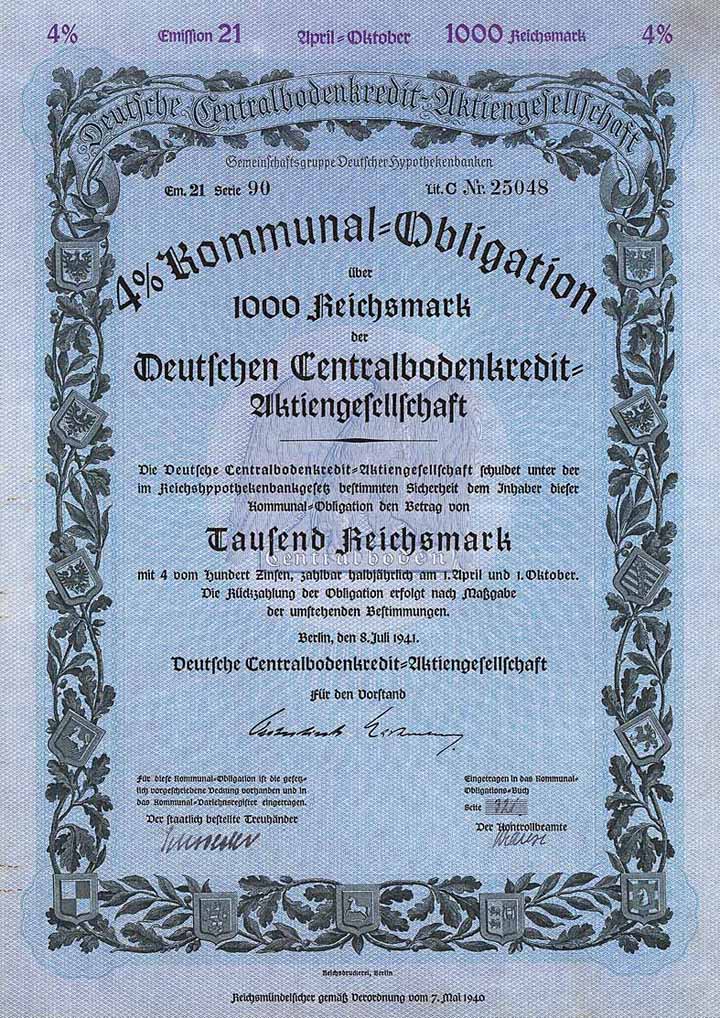 4% Emission 21 April=Oktober 1000 Reichsmark 4%
Deutsche Centralbodenkredit=Aktiengesellschaft
Gemeinschaftsgruppe Deutscher Hypothekenbanken
Em. 21 Serie 90 Lit. C Nr. 25048
4% Kommunal=Obligation
über
1000 Reichsmark
der
Deutschen Centralbodenkredit=
Aktiengesellschaft
Die Deutsche Centralbodenkredit=Aktiengesellschaft schuldet unter der
im Reichshypothekenbankgesetz bestimmten Sicherheit dem Inhaber dieser
Kommunal=Obligation den Betrag von
Tausend Reichsmark
Centralboden
mit 4 vom Hundert Zinsen, zahlbar halbjährlich am 1. April und 1. Oktober.
Die Rückzahlung der Obligation erfolgt nach Maßgabe
der umstehenden Bestimmungen.
Berlin, den 8. Juli 1941.
Deutsche Centralbodenkredit=Aktiengesellschaft
Für den Vorstand
Für diese Kommunal=Obligation ist die gesetz=
lich vorgeschriebene Deckung vorhanden und in
das Kommunal=Darlehnsregister eingetragen.
Der staatlich bestellte Treuhänder
Eingetragen in das Kommunal=
Obligations=Buch
Seite
Der Kontrollbeamte
Reichsdruckerei, Berlin
Reichsmündelsicher gemäß Verordnung vom 7. Mai 1940